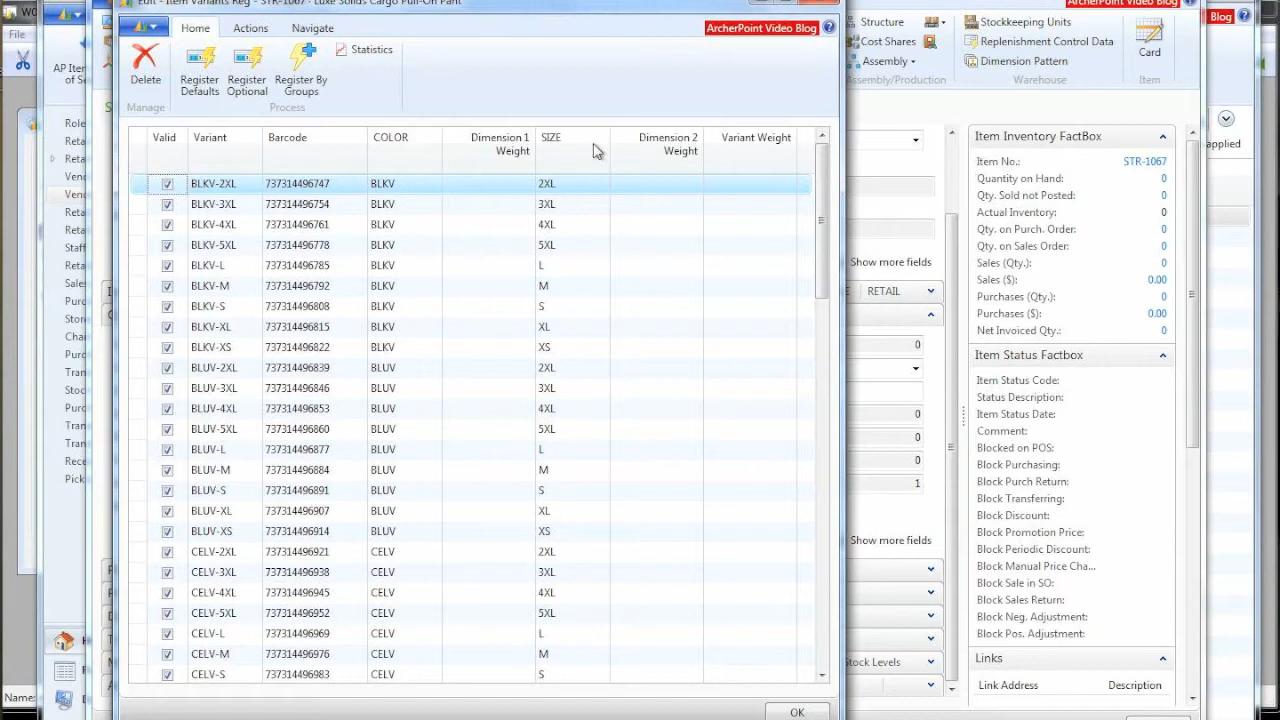 Edit - Item Variants Reg - STR-1067 - Luxe Solids Cargo Pull-On Pant
Home Actions Navigate
ArcherPoint Video Blog
Delete
Register Defaults
Register Optional
Register By Groups
Statistics
Manage
Process
Valid Variant Barcode COLOR Dimension 1 Weight SIZE Dimension 2 Weight Variant Weight
BLKV-2XL 737314496747 BLKV 2XL
BLKV-3XL 737314496754 BLKV 3XL
BLKV-4XL 737314496761 BLKV 4XL
BLKV-5XL 737314496778 BLKV 5XL
BLKV-L 737314496785 BLKV L
BLKV-M 737314496792 BLKV M
BLKV-S 737314496808 BLKV S
BLKV-XL 737314496815 BLKV XL
BLKV-XS 737314496822 BLKV XS
BLUV-2XL 737314496839 BLUV 2XL
BLUV-3XL 737314496846 BLUV 3XL
BLUV-4XL 737314496853 BLUV 4XL
BLUV-5XL 737314496860 BLUV 5XL
BLUV-L 737314496877 BLUV L
BLUV-M 737314496884 BLUV M
BLUV-S 737314496891 BLUV S
BLUV-XL 737314496907 BLUV XL
BLUV-XS 737314496914 BLUV XS
CELV-2XL 737314496921 CELV 2XL
CELV-3XL 737314496938 CELV 3XL
CELV-4XL 737314496945 CELV 4XL
CELV-5XL 737314496952 CELV 5XL
CELV-L 737314496969 CELV L
CELV-M 737314496976 CELV M
CELV-S 737314496983 CELV S
OK
File
AP Item
of Se
Role
Reta
Reta
Vend
Vend
Reta
Reta
Staff
Reta
Sales
Purc
Store
Char
Purc
Tran
Stoc
Purc
Tran
Tran
Rece
Pick
Name:
ArcherPoint Video Blog
Structure
Cost Shares
Assembly
Assembly/Production
Stockkeeping Units
Replenishment Control Data
Dimension Pattern
Warehouse
Card
Item
Blog
applied
Show more fields
RETAIL
0
0
0
0
1
Show more fields
Stock Levels
Item Inventory FactBox
Item No.: STR-1067
Quantity on Hand: 0
Qty. Sold not Posted: 0
Actual Inventory: 0
Qty. on Purch. Order: 0
Qty. on Sales Order: 0
Sales (Qty.): 0
Sales ($): 0.00
Purchases (Qty.): 0
Purchases ($): 0.00
Net Invoiced Qty.: 0
Item Status Factbox
Item Status Code:
Status Description:
Item Status Date:
Comment:
Blocked on POS:
Block Purchasing:
Block Purch Return:
Block Transferring:
Block Discount:
Block Promotion Price:
Block Periodic Discount:
Block Manual Price Cha...
Block Sale in SO:
Block Sales Return:
Block Neg. Adjustment:
Block Pos. Adjustment:
Links
Link Address Description